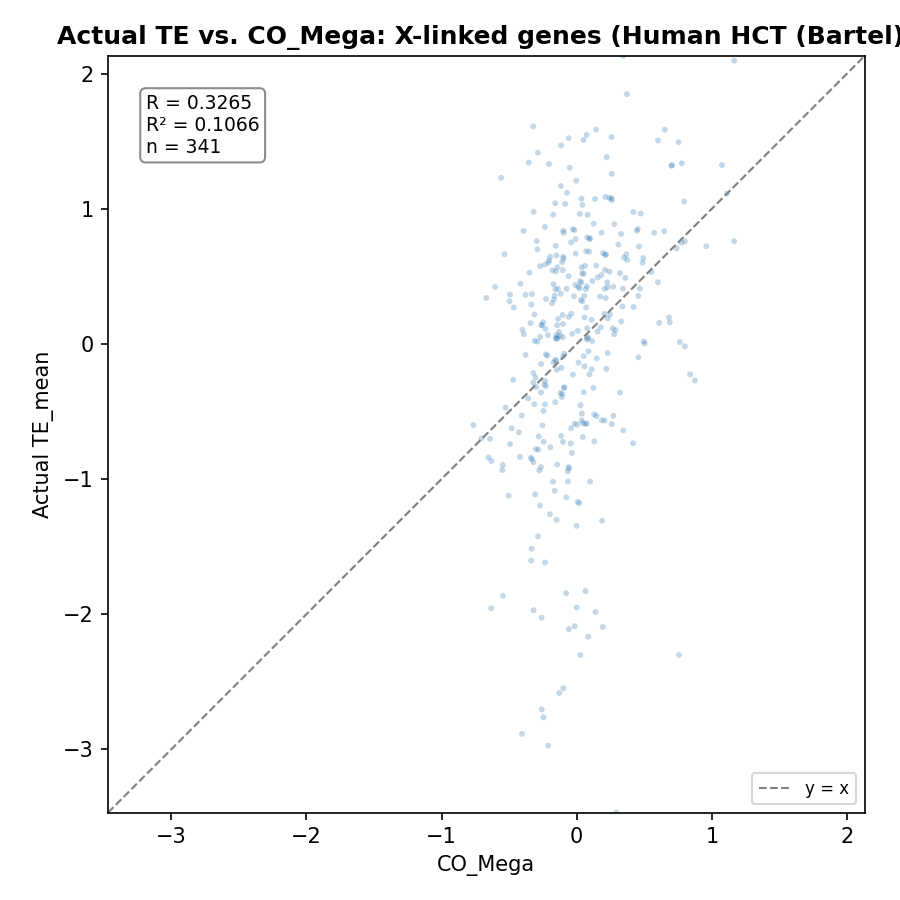 Actual TE vs. CO_Mega: X-linked genes (Human HCT (Bartel)
R = 0.3265
R² = 0.1066
n = 341
2
1
0
−1
−2
−3
Actual TE_mean
y = x
−3
−2
−1
0
1
2
CO_Mega